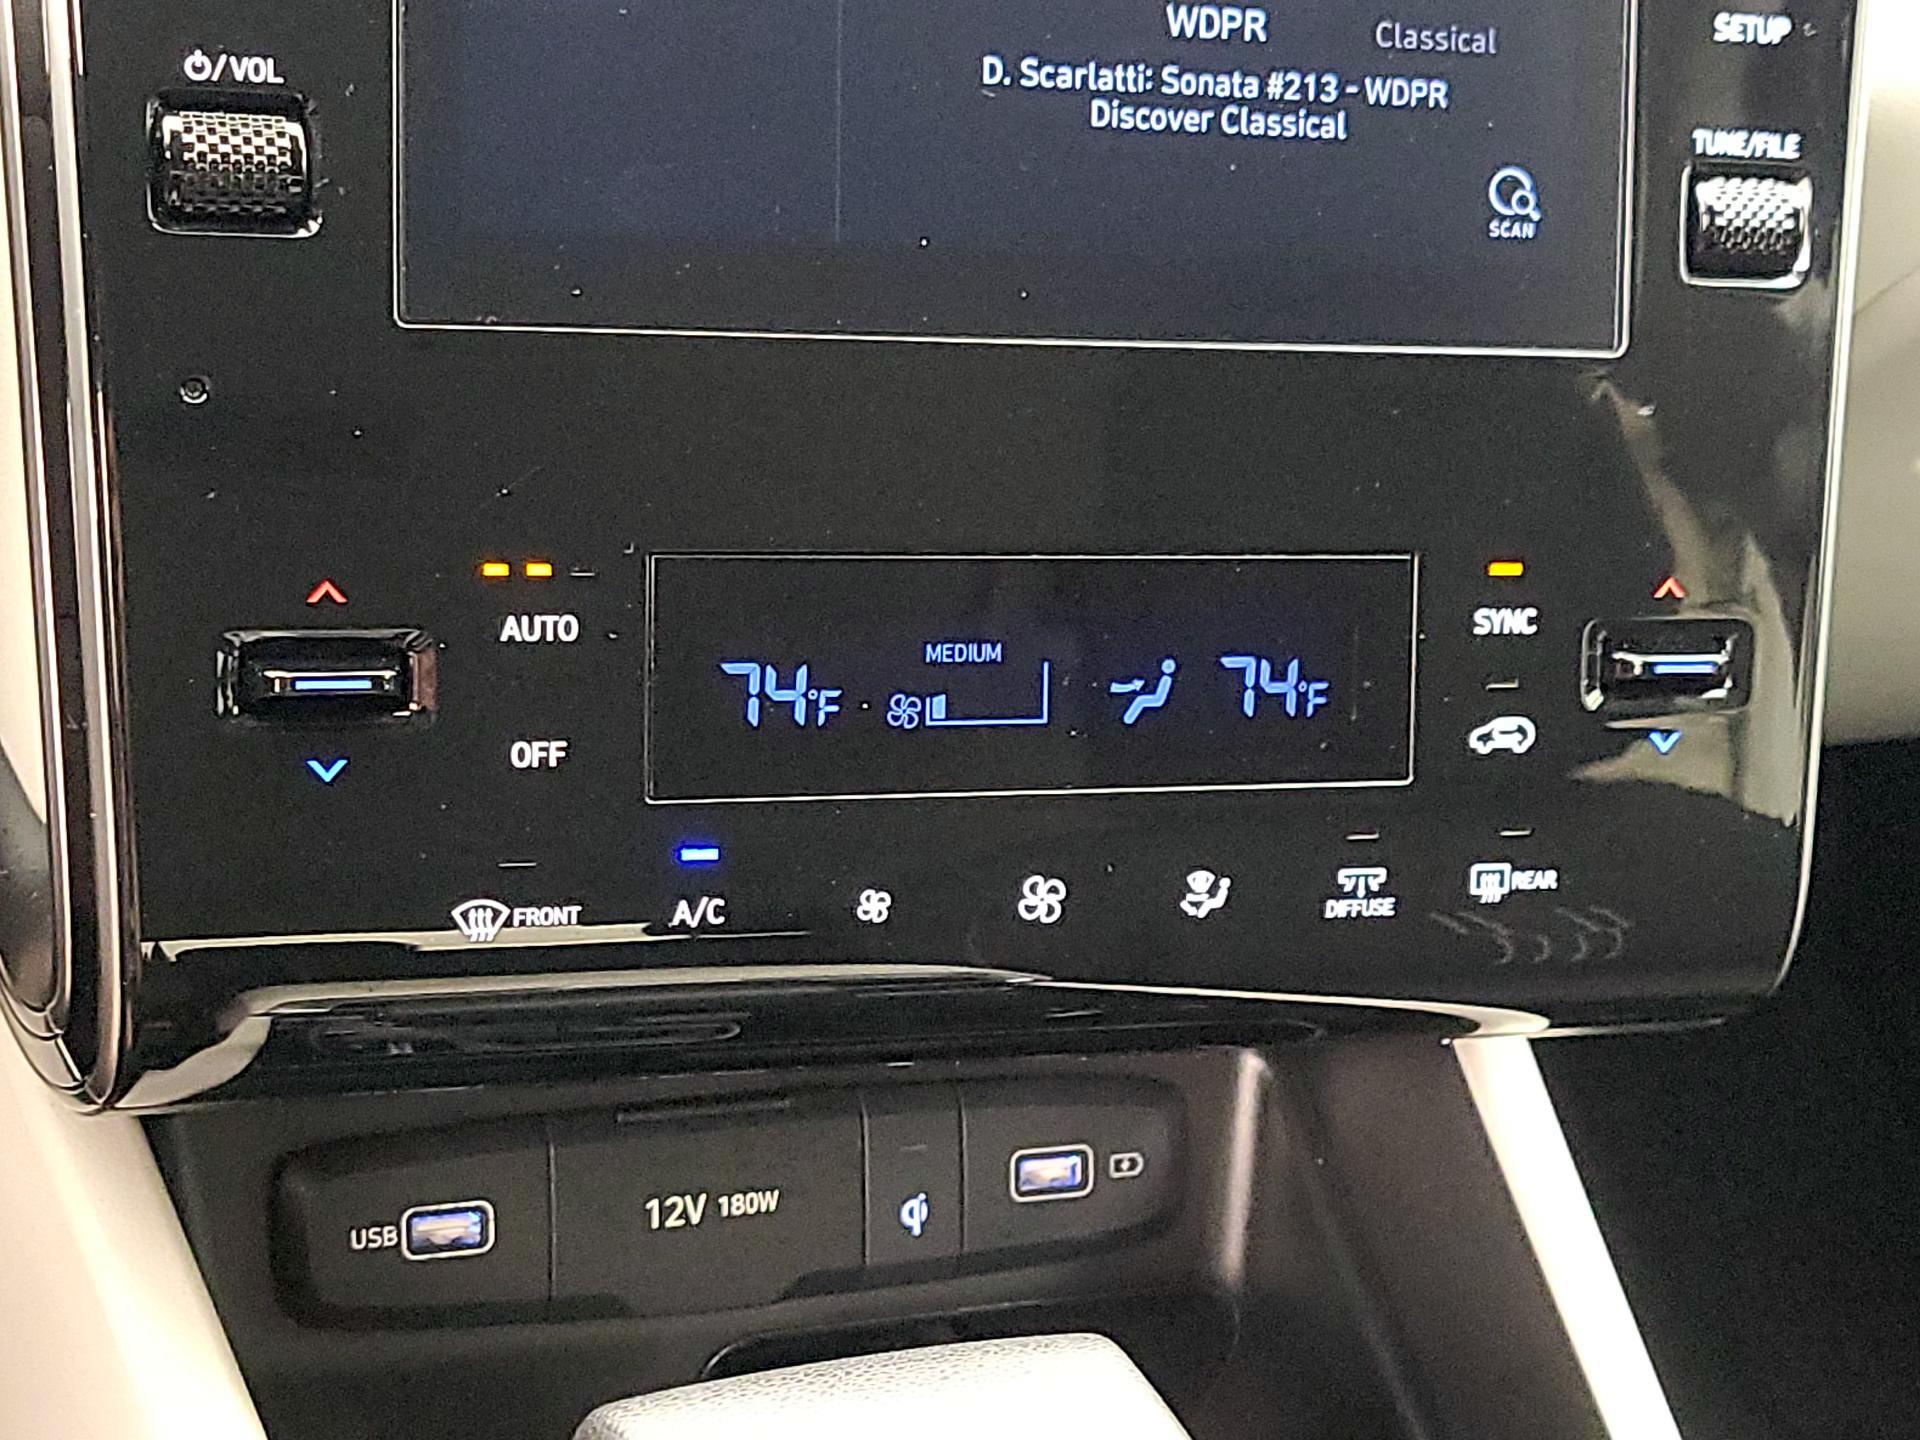 WDPR
Classical
SETUP
/VOL
D. Scarlatti: Sonata #213 - WDPR
Discover Classical
TUNE/FILE
SCAN
AUTO
SYNC
MEDIUM
74°F
74°F
OFF
FRONT
A/C
DIFFUSE
REAR
USB
12V 180W
qi